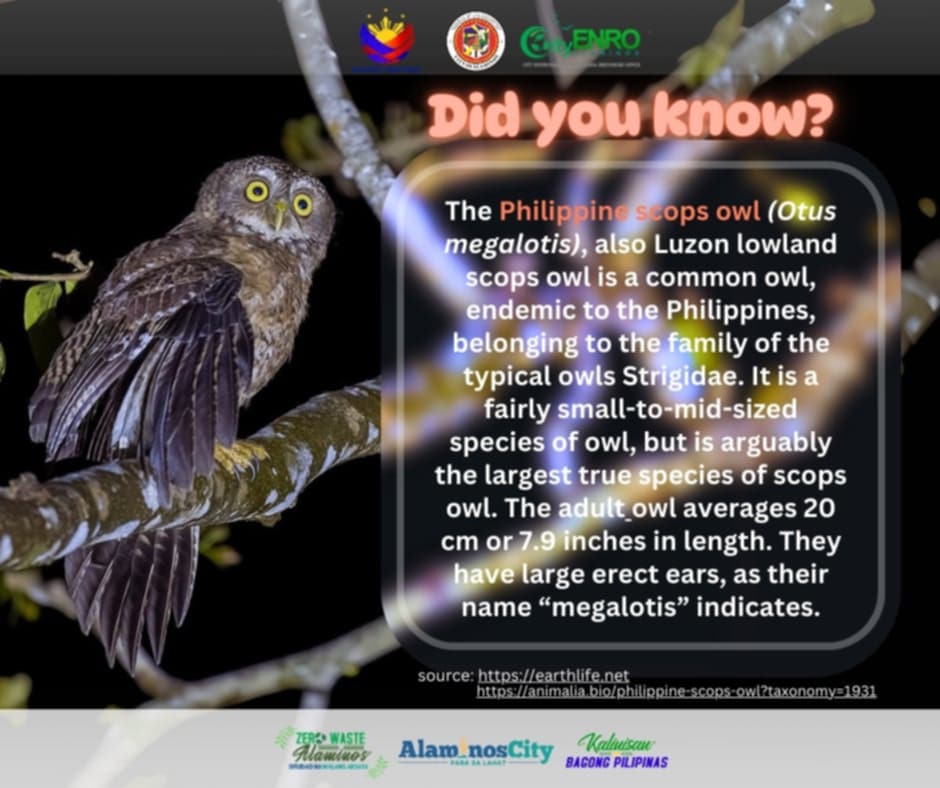 CityENRO
Did you know?
The Philippine scops owl (Otus
megalotis), also Luzon lowland
scops owl is a common owl,
endemic to the Philippines,
belonging to the family of the
typical owls Strigidae. It is a
fairly small-to-mid-sized
species of owl, but is arguably
the largest true species of scops
owl. The adult owl averages 20
cm or 7.9 inches in length. They
have large erect ears, as their
name “megalotis” indicates.
source: https://earthlife.net
https://animalia.bio/philippine-scops-owl?taxonomy=1931
ZERO WASTE
Alaminos
AlaminosCity
PARA SA LAHAT
Kalinisan
BAGONG PILIPINAS